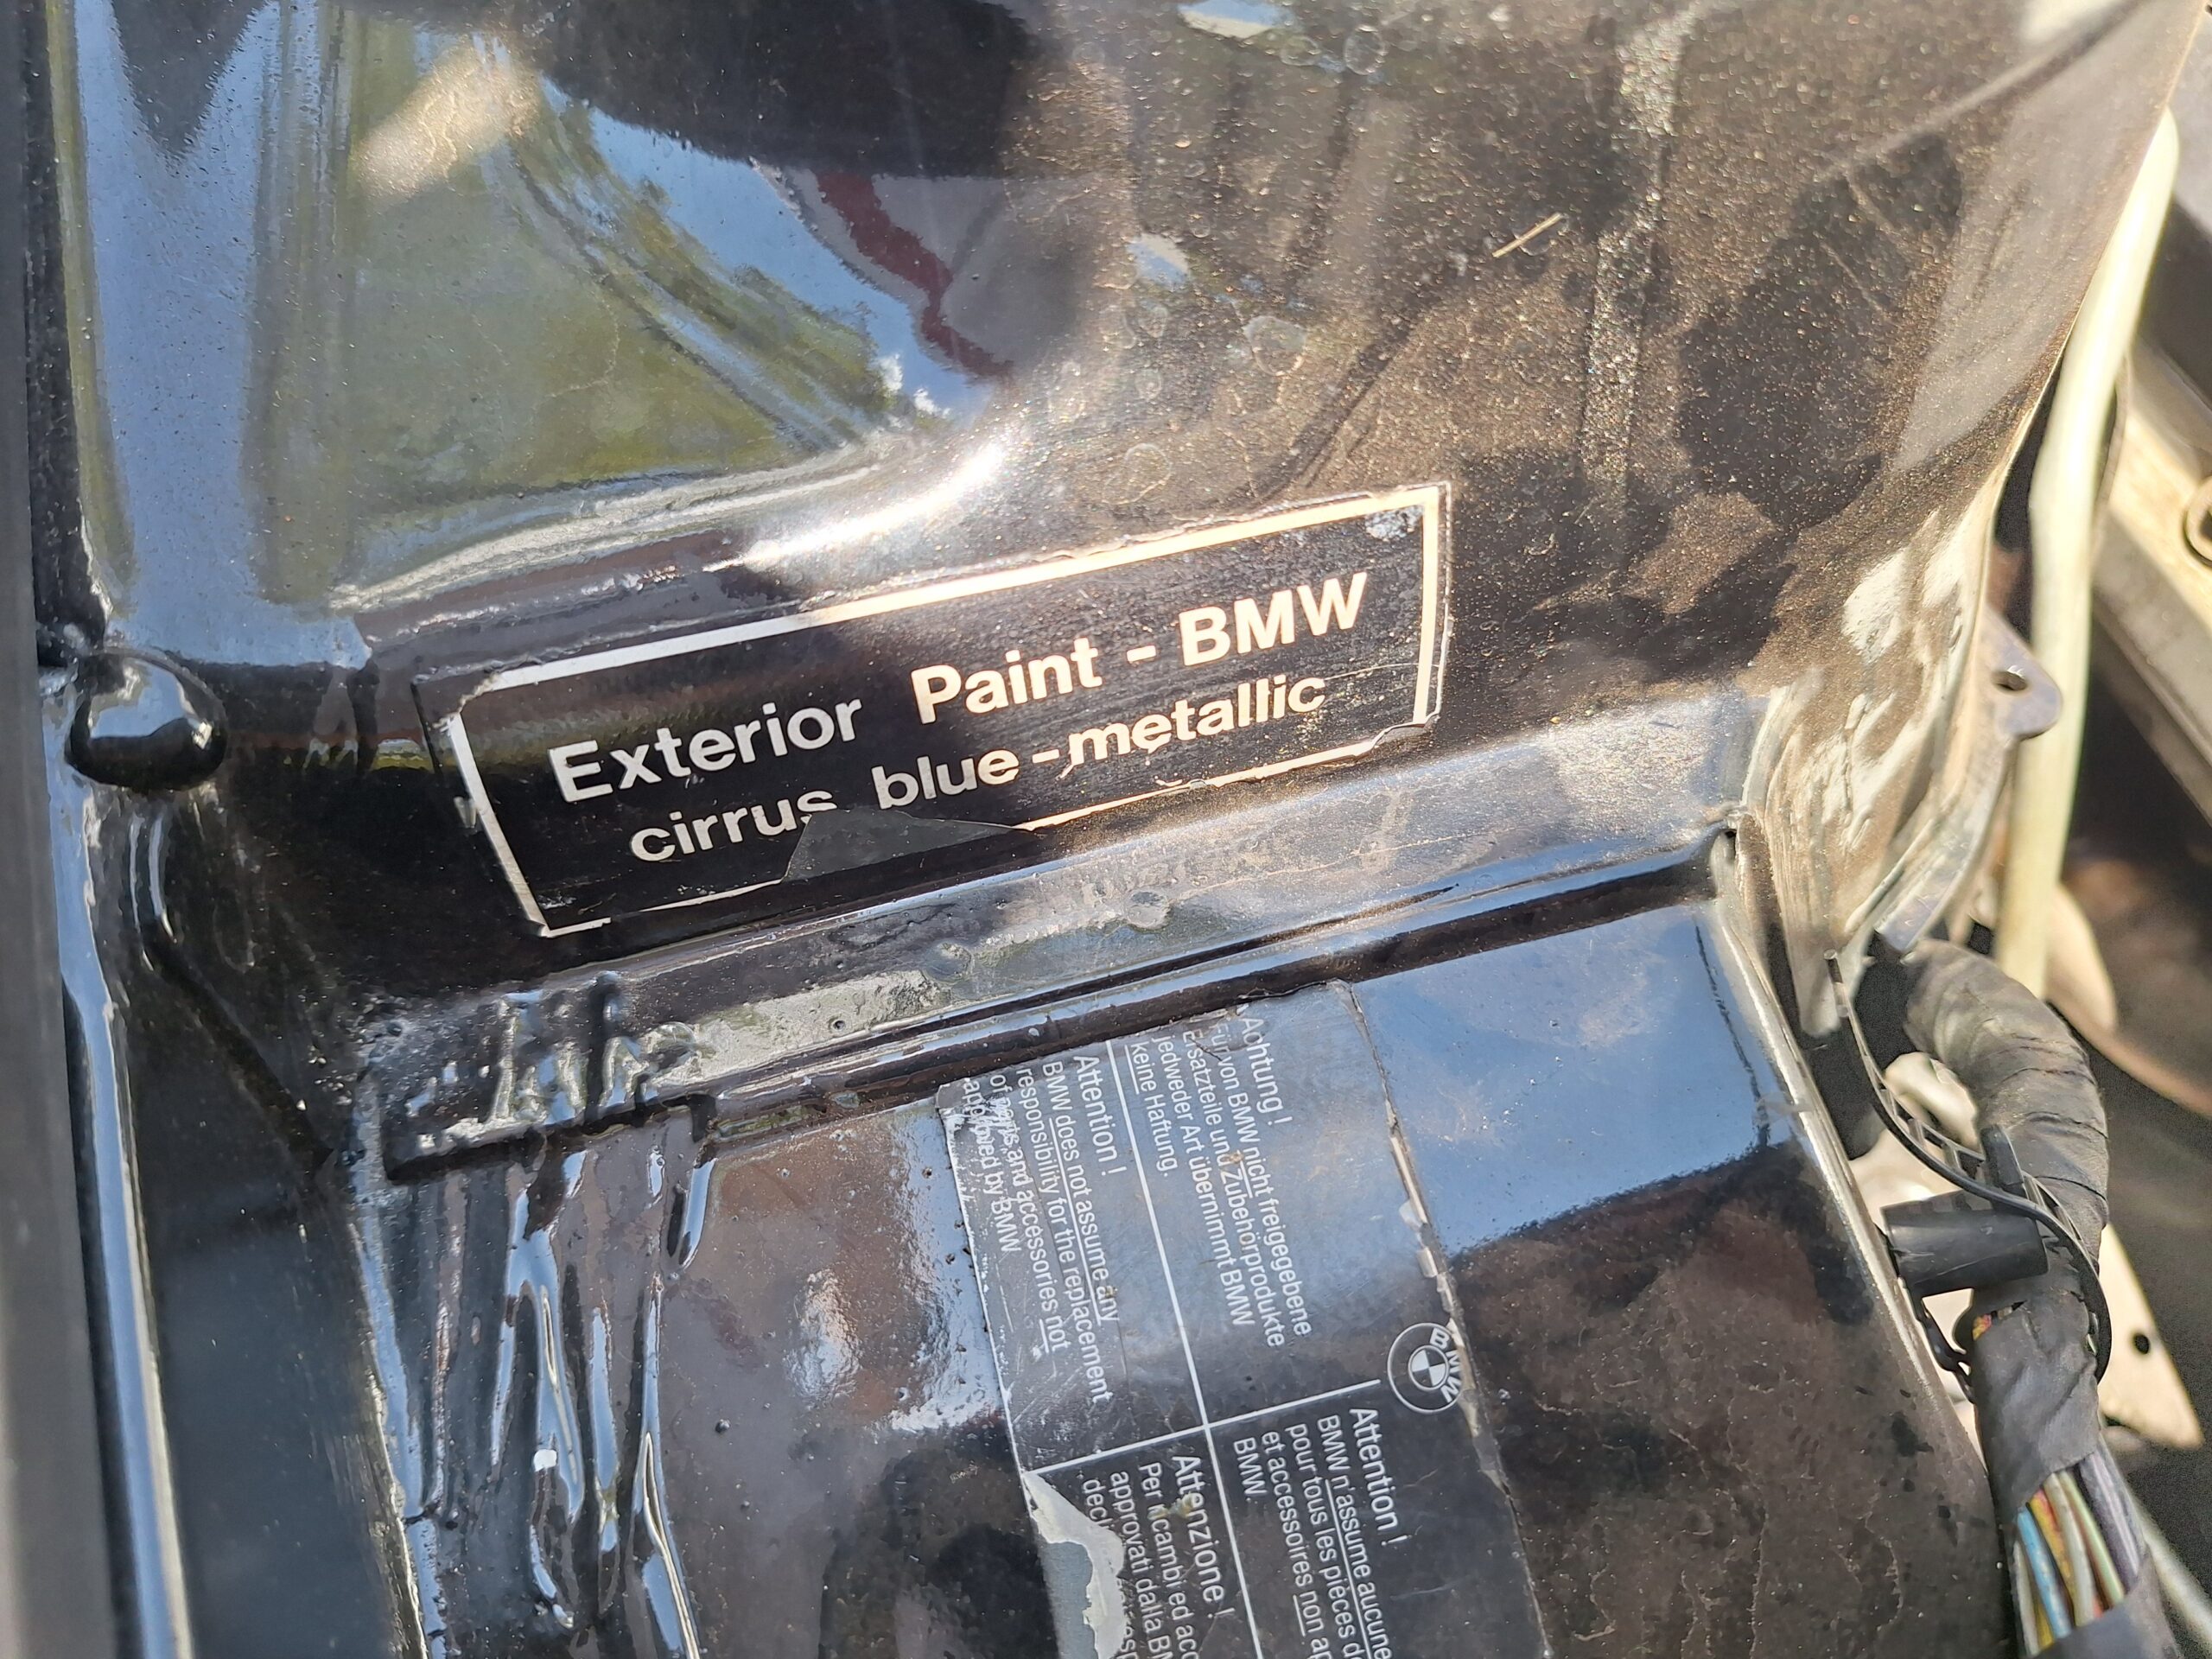 Exterior Paint - BMW
cirrus blue - metallic
Achtung !
Für von BMW nicht freigegebene
Ersatzteile und Zubehörprodukte
jedweder Art übernimmt BMW
keine Haftung.
Attention !
BMW does not assume any
responsibility for the replacement
of parts and accessories not
approved by BMW
BMW
Attention !
BMW n'assume aucune
pour tous les pièces de
et accessoires non
BMW.
Attenzione !
Per ricambi ed
approvati dalla